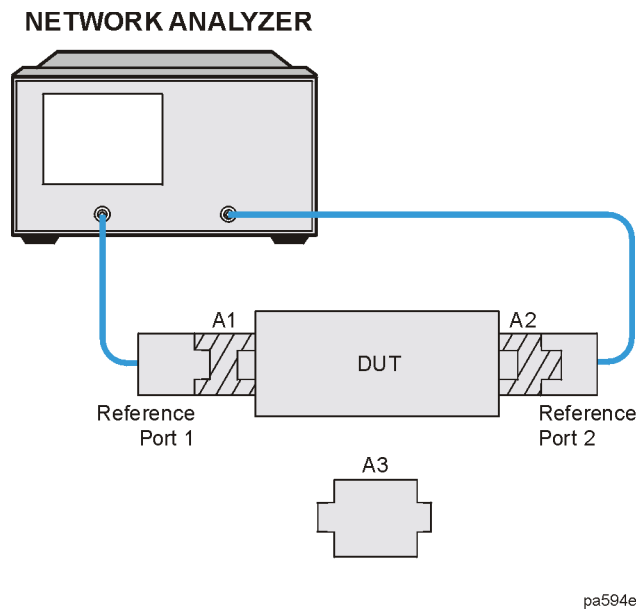 NETWORK ANALYZER
A1
A2
DUT
Reference
Port 1
Reference
Port 2
A3
pa594e